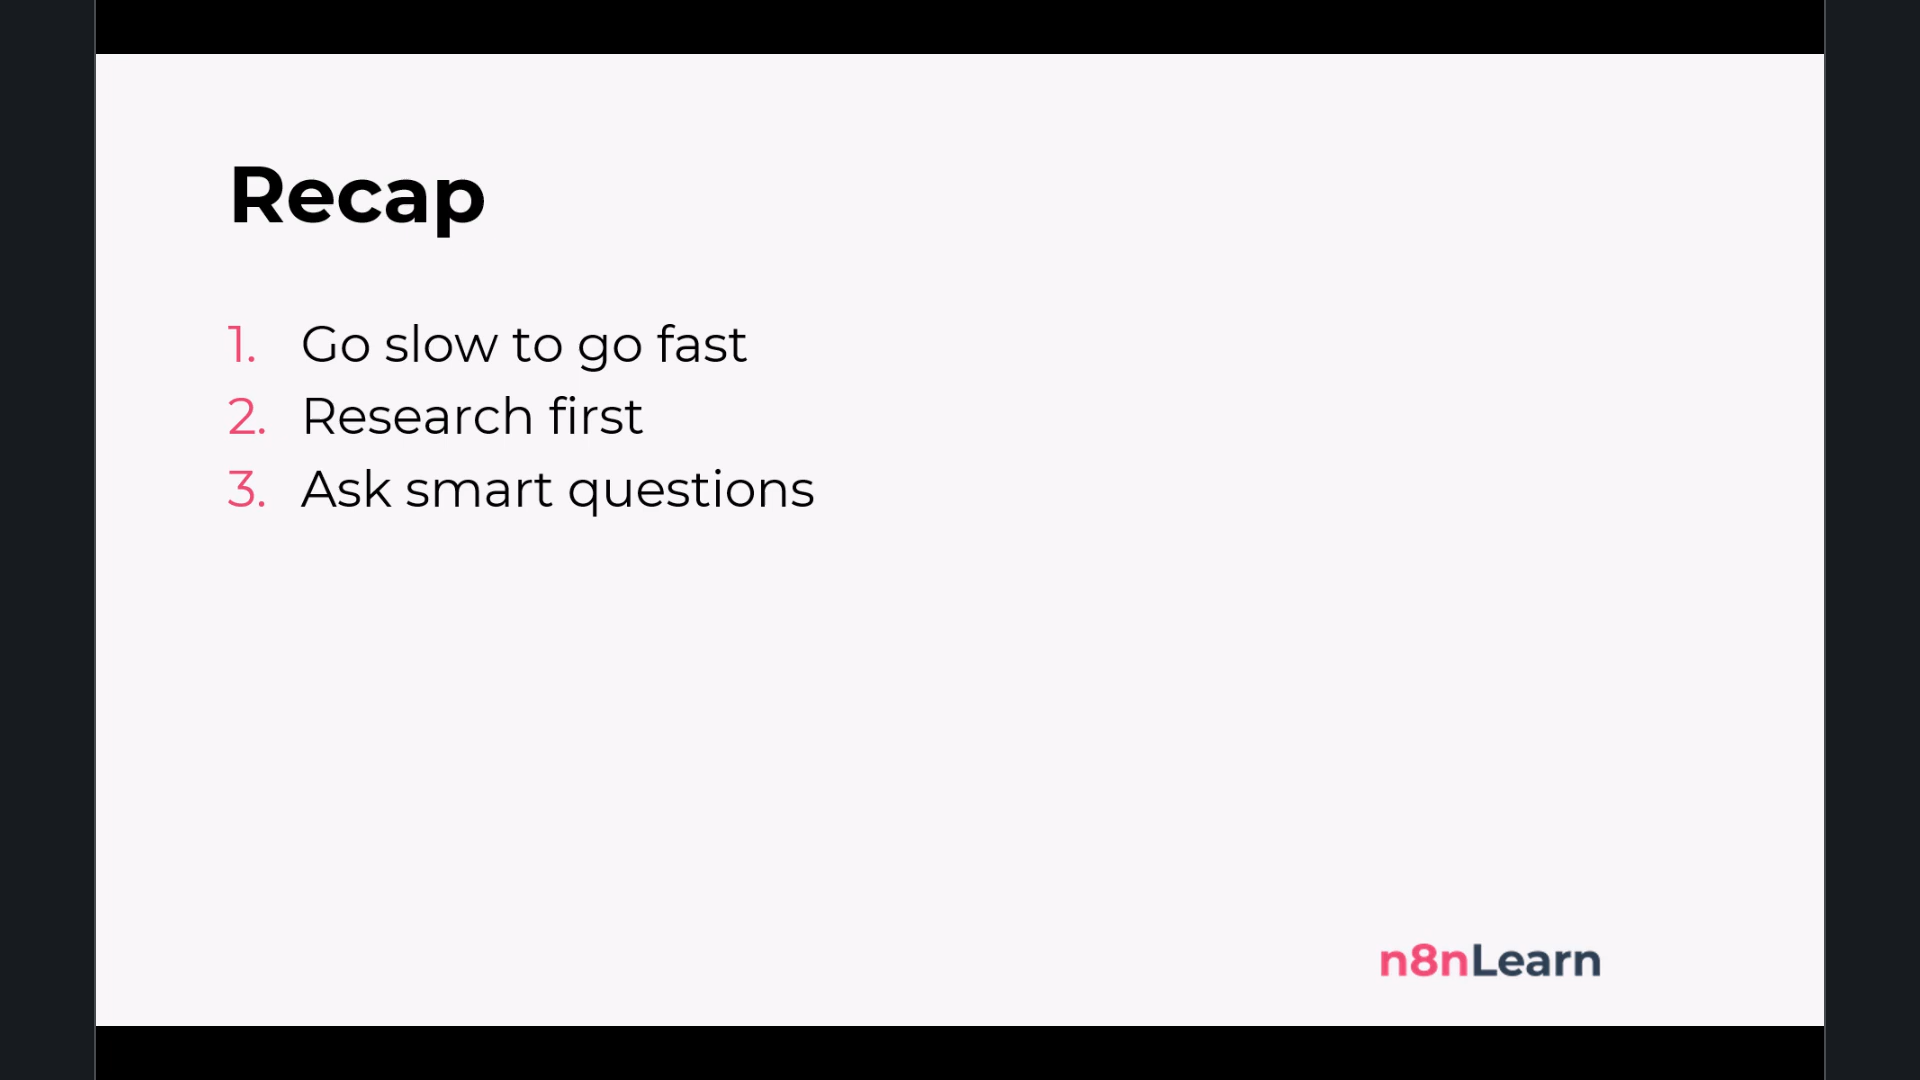 Recap
1. Go slow to go fast
2. Research first
3. Ask smart questions
n8nLearn